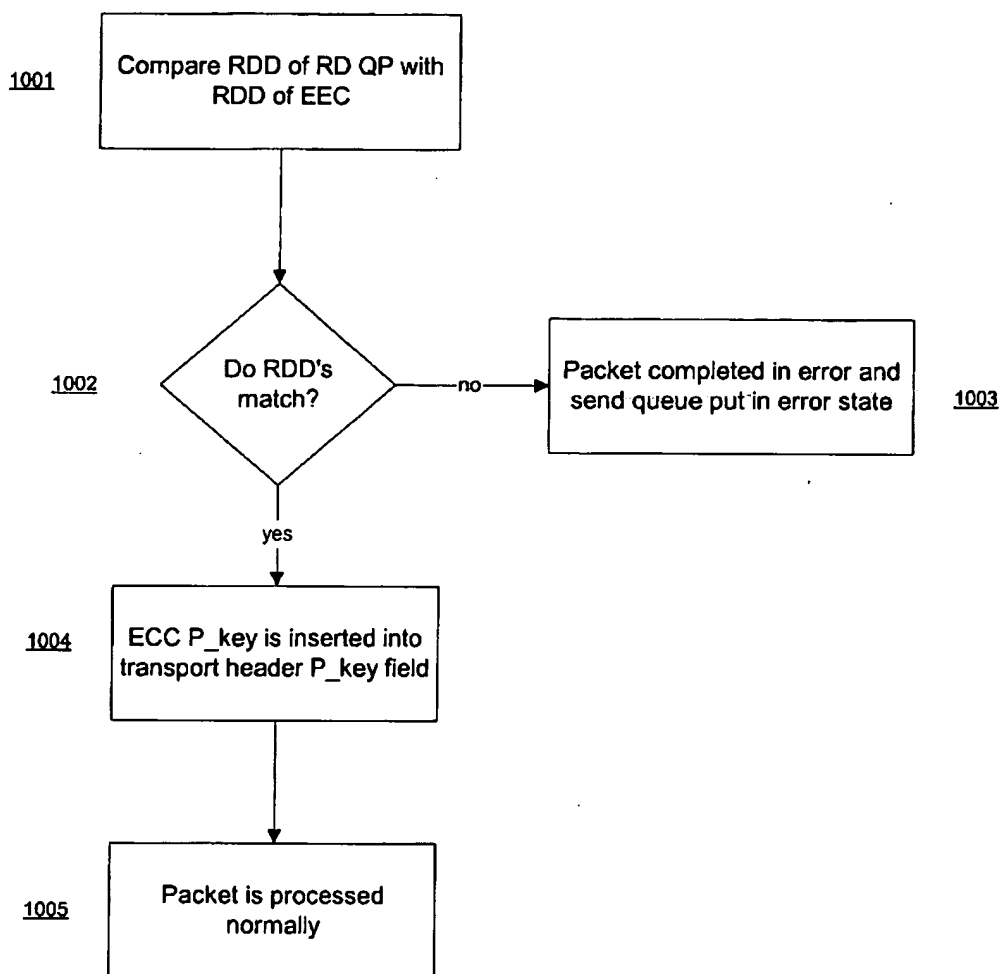 1001
Compare RDD of RD QP with
RDD of EEC
1002
Do RDD's
match?
no
Packet completed in error and
send queue put in error state
1003
yes
1004
ECC P_key is inserted into
transport header P_key field
1005
Packet is processed
normally